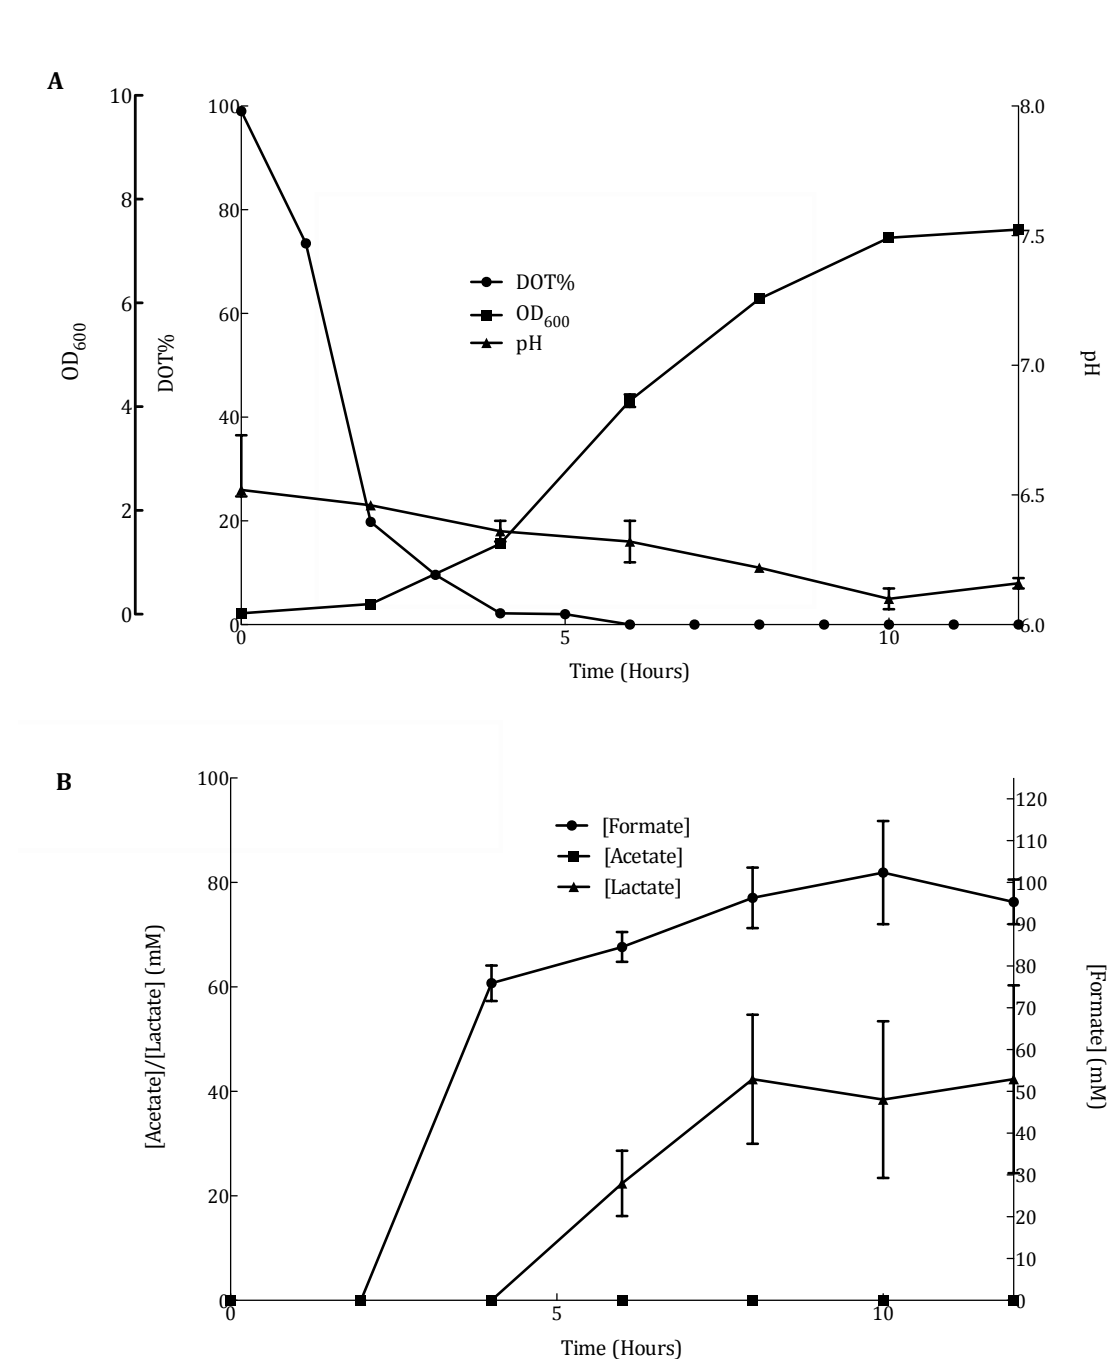 A
10
8
6
4
2
0
OD600
100
80
60
40
20
0
DOT%
DOT%
OD600
pH
8.0
7.5
7.0
6.5
6.0
pH
0
5
10
Time (Hours)
B
100
80
60
40
20
0
[Acetate]/[Lactate] (mM)
[Formate]
[Acetate]
[Lactate]
120
110
100
90
80
70
60
50
40
30
20
10
0
[Formate] (mM)
0
5
10
Time (Hours)